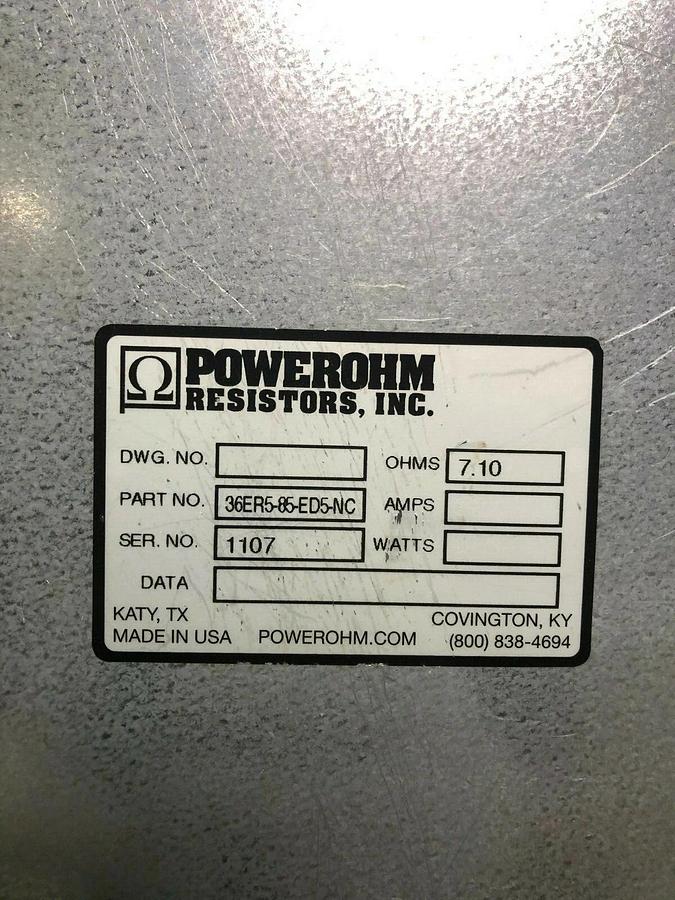 Ω POWEROHM
RESISTORS, INC.
DWG. NO. OHMS 7.10
PART NO. 36ER5-85-ED5-NC AMPS
SER. NO. 1107 WATTS
DATA
KATY, TX COVINGTON, KY
MADE IN USA POWEROHM.COM (800) 838-4694